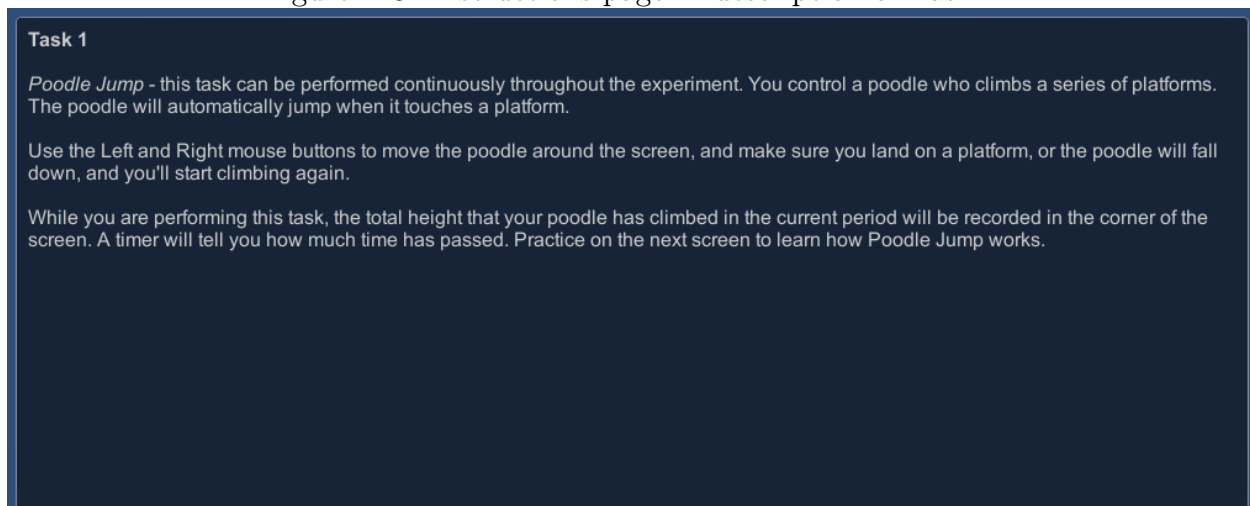 Task 1
Poodle Jump - this task can be performed continuously throughout the experiment. You control a poodle who climbs a series of platforms.
The poodle will automatically jump when it touches a platform.
Use the Left and Right mouse buttons to move the poodle around the screen, and make sure you land on a platform, or the poodle will fall
down, and you'll start climbing again.
While you are performing this task, the total height that your poodle has climbed in the current period will be recorded in the corner of the
screen. A timer will tell you how much time has passed. Practice on the next screen to learn how Poodle Jump works.